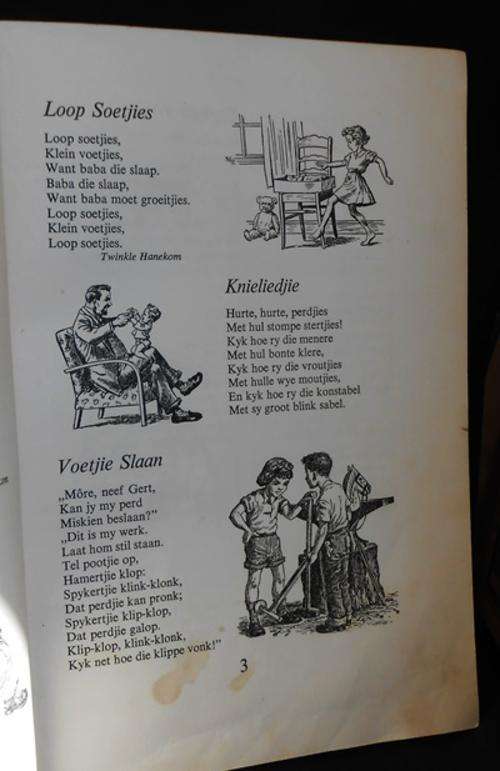 Loop Soetjies
Loop soetjies,
Klein voetjies,
Want baba die slaap.
Baba die slaap,
Want baba moet groeitjies.
Loop soetjies,
Klein voetjies,
Loop soetjies.
Twinkle Hanekom
Knieliedjie
Hurte, hurte, perdjies
Met hul stompe stertjies!
Kyk hoe ry die menere
Met hul bonte klere,
Kyk hoe ry die vroutjies
Met hulle wye moutjies,
En kyk hoe ry die konstabel
Met sy groot blink sabel.
Voetjie Slaan
„Môre, neef Gert,
Kan jy my perd
Miskien beslaan?”
„Dit is my werk.
Laat hom stil staan.
Tel pootjie op,
Hamertjie klop:
Spykertjie klink-klonk,
Dat perdjie kan pronk;
Spykertjie klip-klop,
Dat perdjie galop.
Klip-klop, klink-klonk,
Kyk net hoe die klippe vonk!”
3